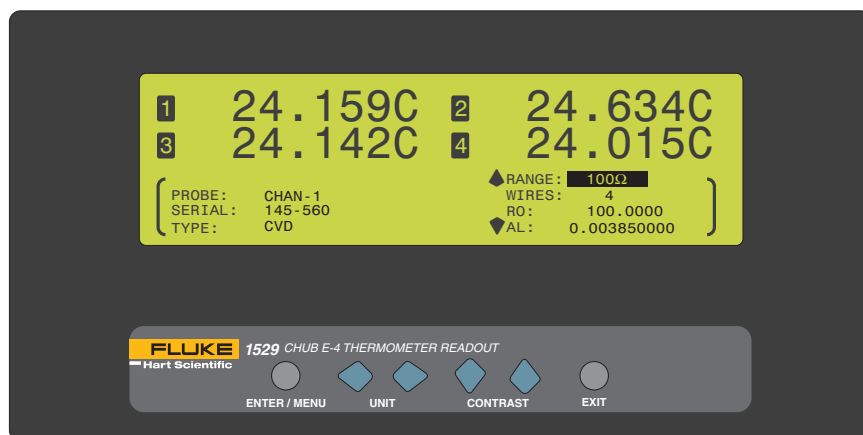 1 24.159C 2 24.634C
3 24.142C 4 24.015C
PROBE: CHAN-1
SERIAL: 145-560
TYPE: CVD
RANGE: 100Ω
WIRES: 4
RO: 100.0000
AL: 0.003850000
FLUKE
Hart Scientific
1529 CHUB E-4 THERMOMETER READOUT
ENTER / MENU UNIT CONTRAST EXIT